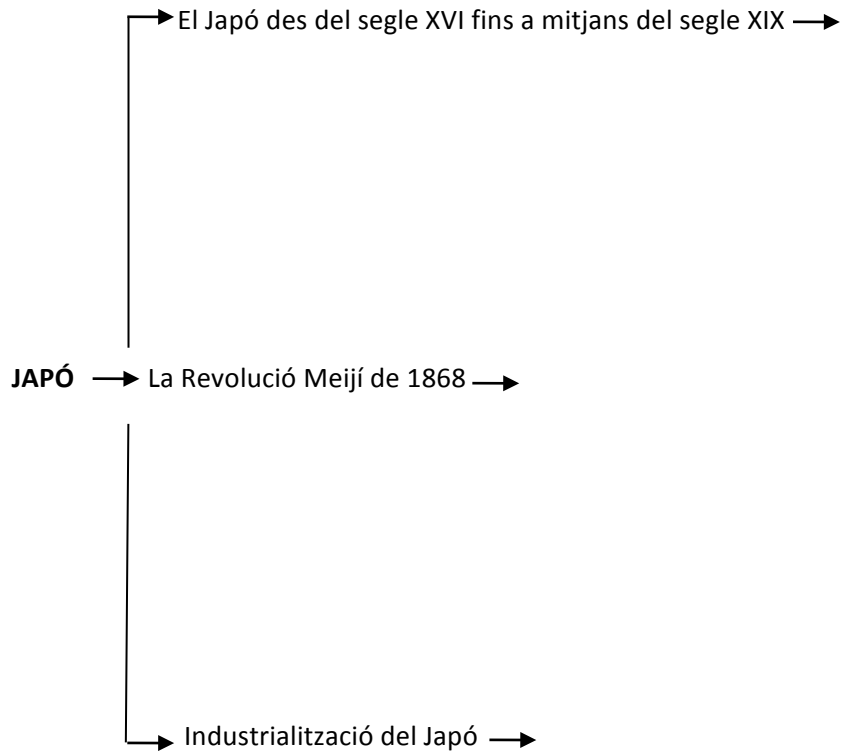 El Japó des del segle XVI fins a mitjans del segle XIX
JAPÓ La Revolució Meijí de 1868
Industrialització del Japó